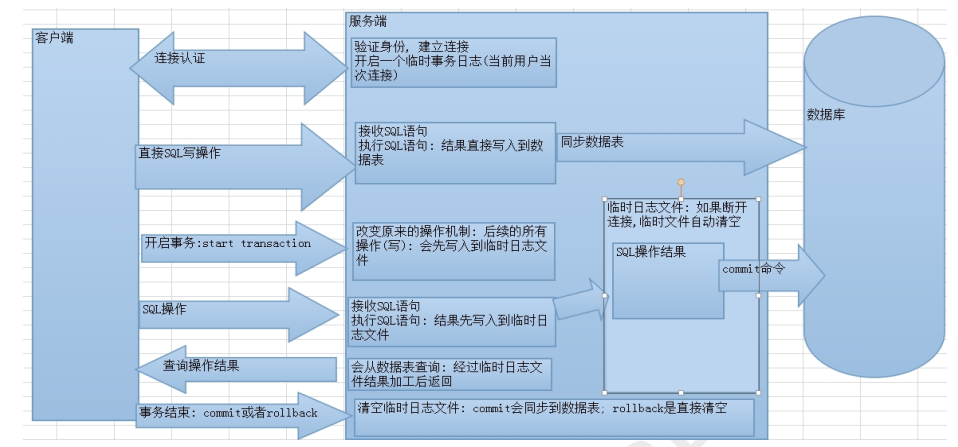 服务端
客户端
验证身份, 建立连接
开启一个临时事务日志(当前用户当
次连接)
连接认证
数据库
接收SQL语句
执行SQL语句: 结果直接写入到数
据表
同步数据表
直接SQL写操作
临时日志文件: 如果断开
连接,临时文件自动清空
改变原来的操作机制: 后续的所有
操作(写): 会先写入到临时日志文
件
开启事务:start transaction
SQL操作结果
commit命令
SQL操作
接收SQL语句
执行SQL语句: 结果先写入到临时日
志文件
查询操作结果
会从数据表查询: 经过临时日志文
件结果加工后返回
事务结束: commit或者rollback
清空临时日志文件: commit会同步到数据表; rollback是直接清空